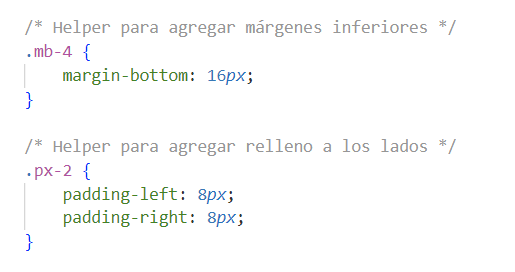 /* Helper para agregar márgenes inferiores */
.mb-4 {
    margin-bottom: 16px;
}

/* Helper para agregar relleno a los lados */
.px-2 {
    padding-left: 8px;
    padding-right: 8px;
}